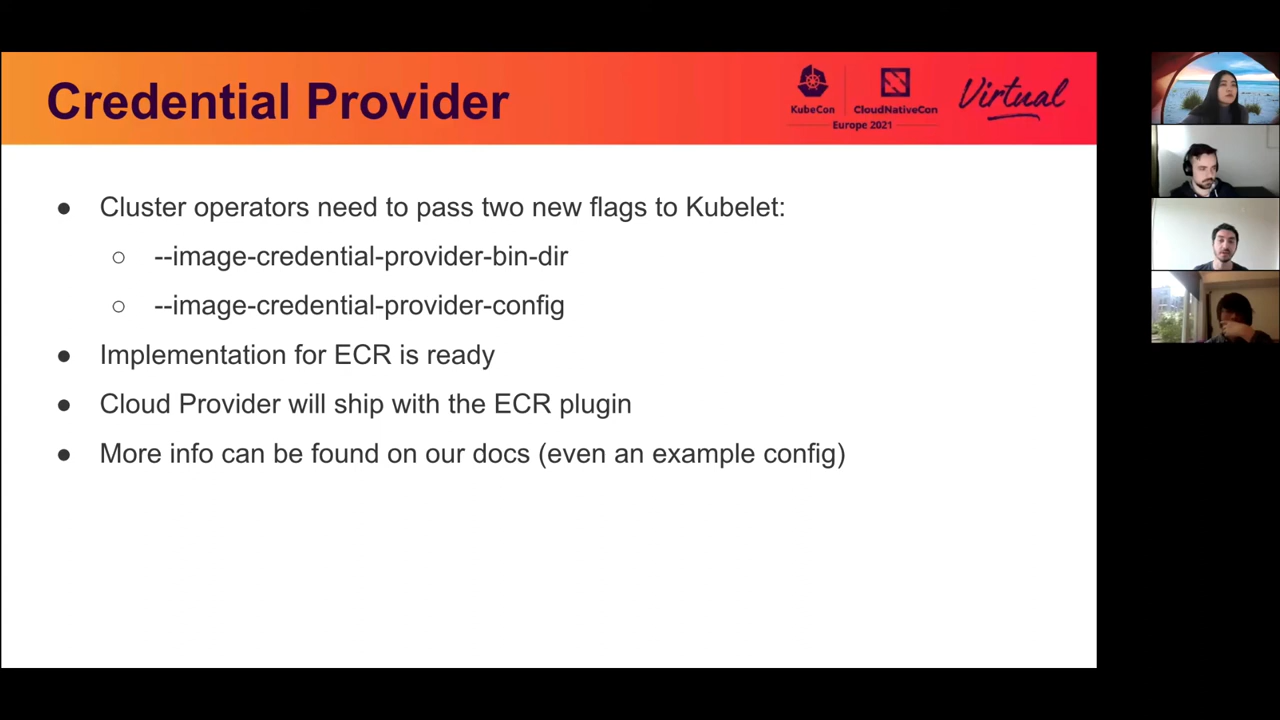 Credential Provider
KubeCon
CloudNativeCon
Europe 2021
Virtual
● Cluster operators need to pass two new flags to Kubelet:
○ --image-credential-provider-bin-dir
○ --image-credential-provider-config
● Implementation for ECR is ready
● Cloud Provider will ship with the ECR plugin
● More info can be found on our docs (even an example config)